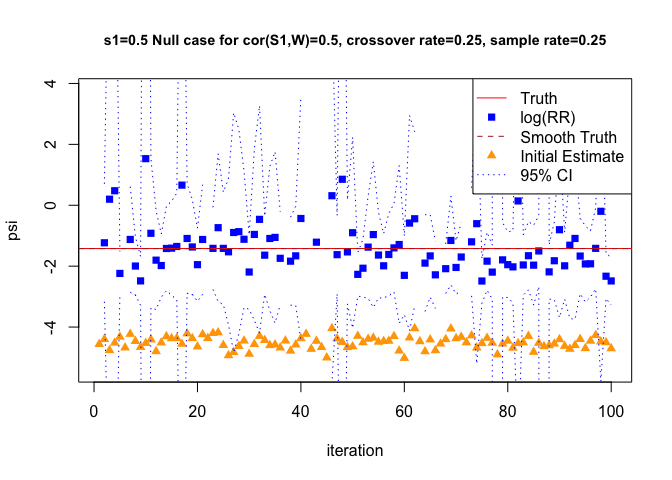 s1=0.5 Null case for cor(S1,W)=0.5, crossover rate=0.25, sample rate=0.25
Truth
log(RR)
Smooth Truth
Initial Estimate
95% CI
psi
4
2
0
-2
-4
0 20 40 60 80 100
iteration